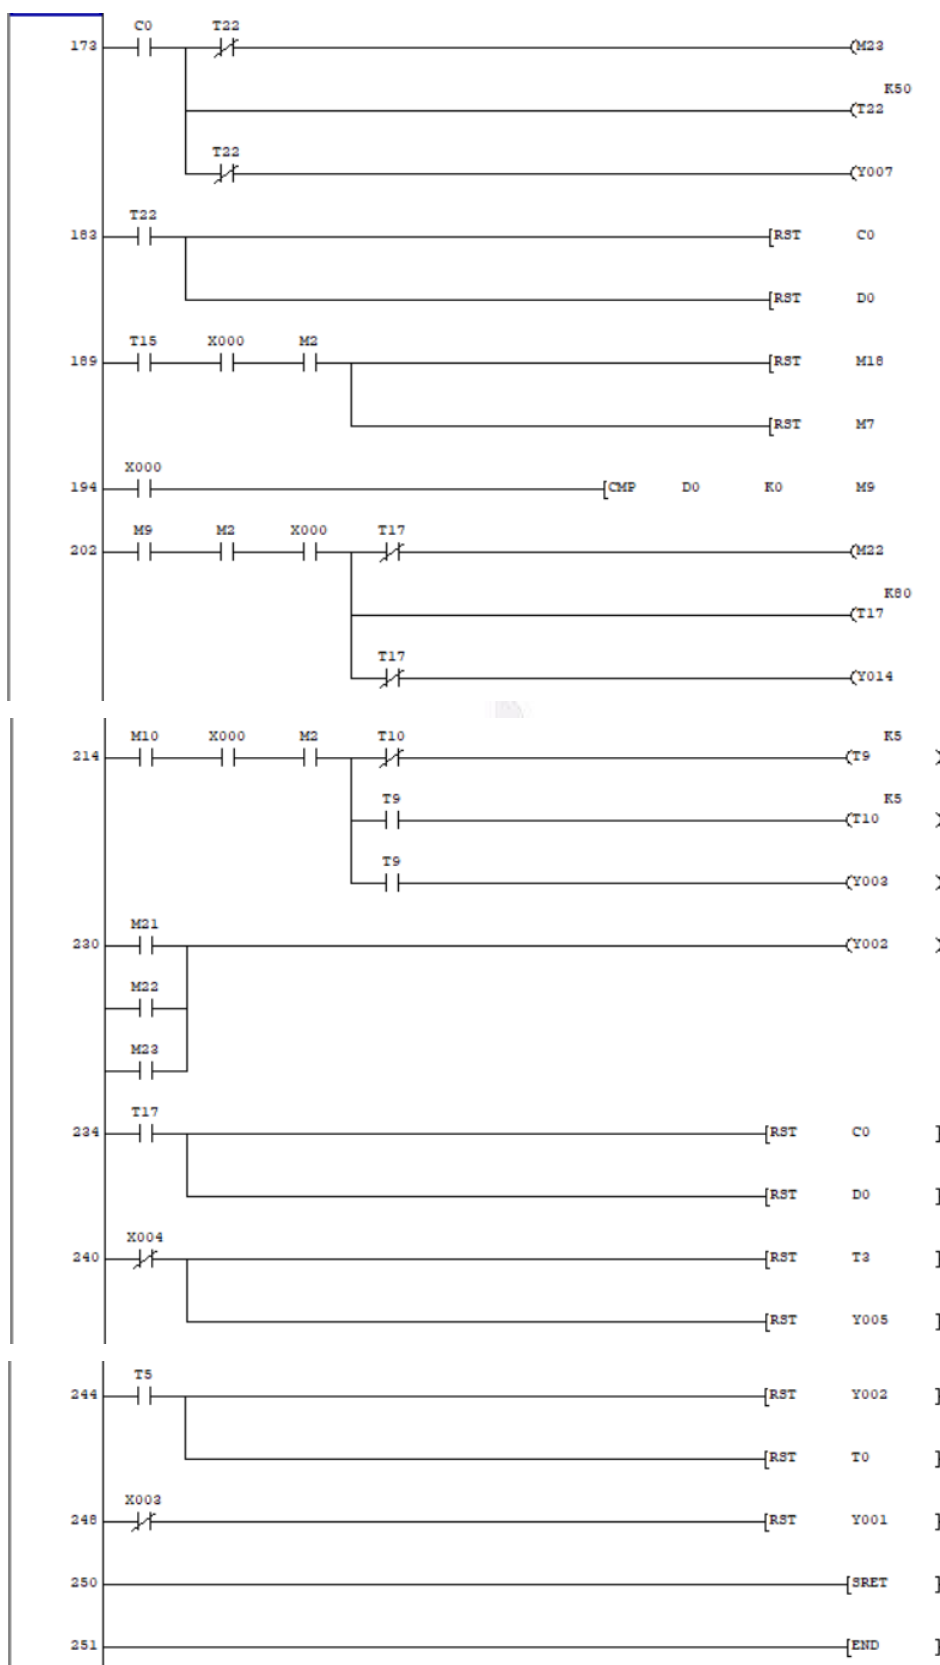 C0 T22
173 (M23
K50
(T22
T22
(Y007
T22
183 [RST C0
[RST D0
T15 X000 M2
189 [RST M18
[RST M7
X000
194 [CMP D0 K0 M9
M9 M2 X000 T17
202 (M22
K80
(T17
T17
(Y014
M10 X000 M2 T10 K5
214 (T9 )
T9 K5
(T10 )
T9
(Y003 )
M21
230 (Y002 )
M22
M23
T17
234 [RST C0 ]
[RST D0 ]
X004
240 [RST T3 ]
[RST Y005 ]
T5
244 [RST Y002 ]
[RST T0 ]
X003
248 [RST Y001 ]
250 [SRET ]
251 [END ]